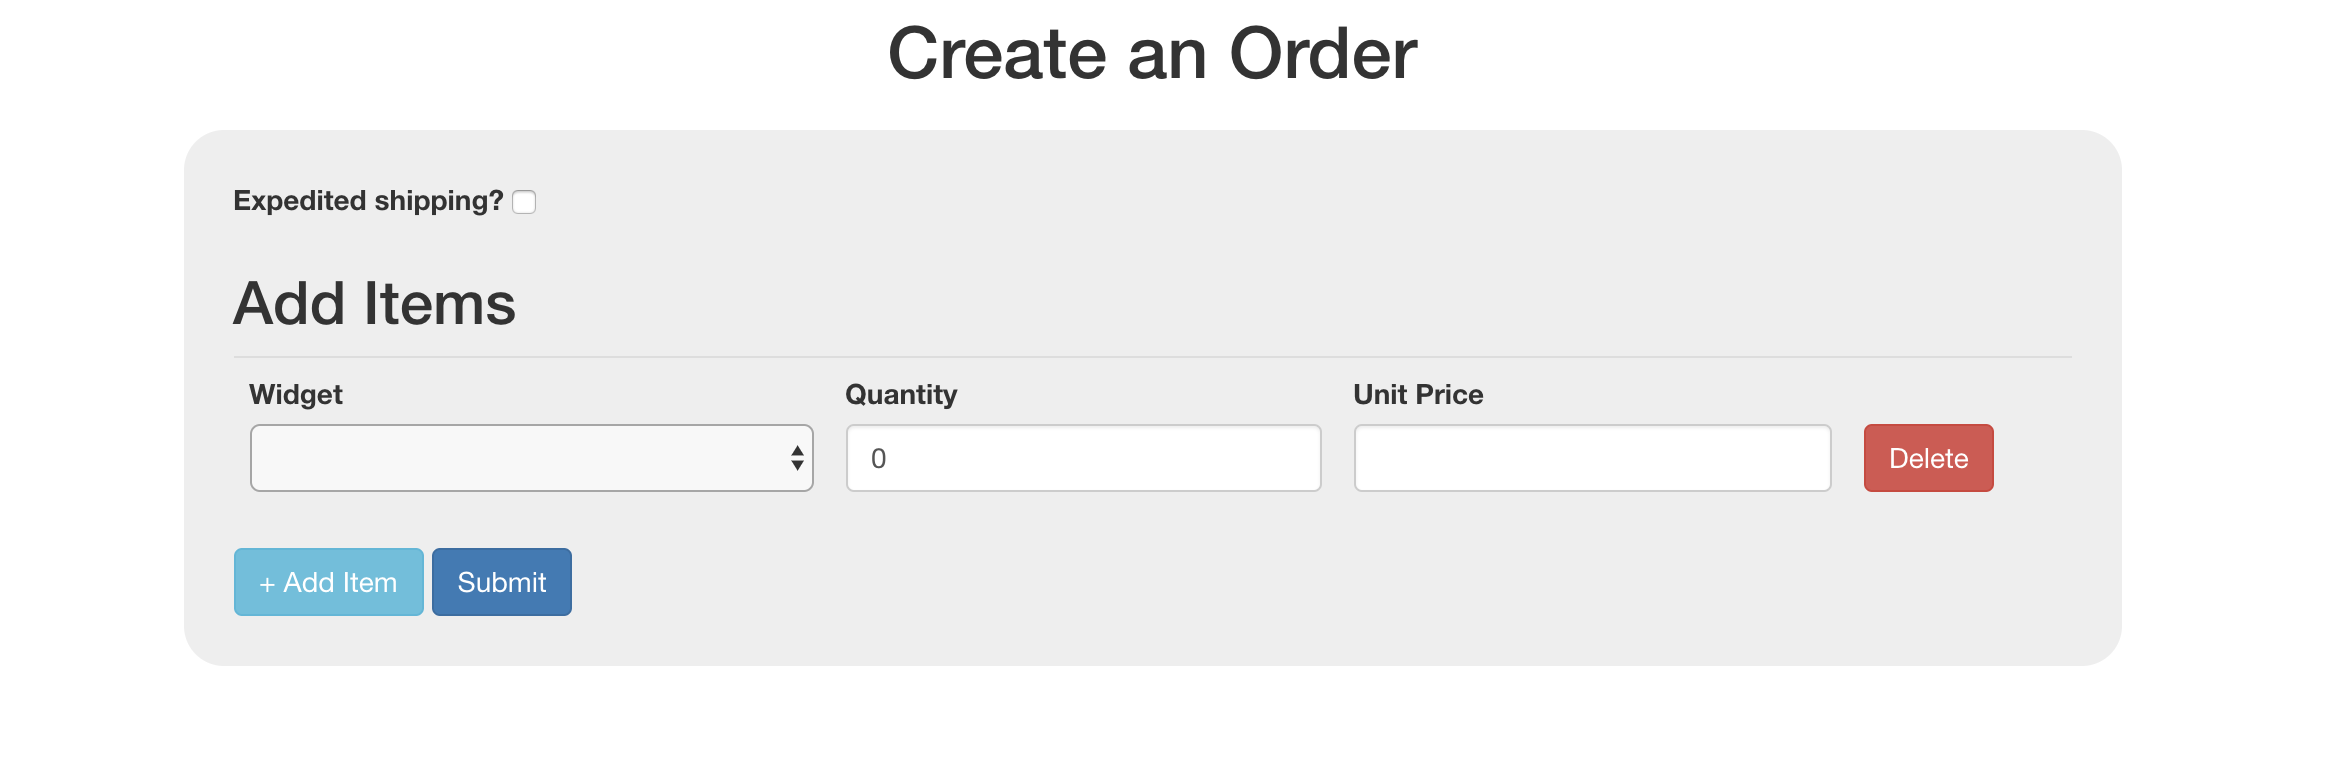 Create an Order
Expedited shipping?
Add Items
Widget Quantity Unit Price
0 Delete
+ Add Item Submit